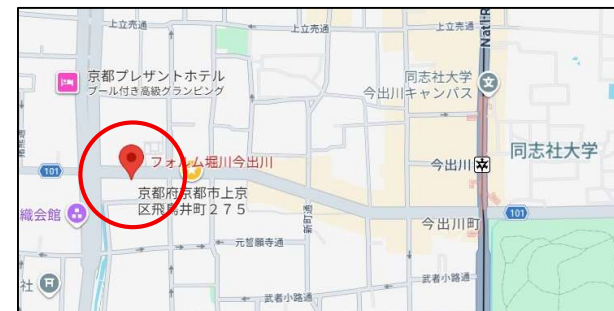 上立売通
上立売通
上立売通
Natl R
京都プレザントホテル
プール付き高級グランピング
同志社大学
今出川キャンパス
同志社大学
101
フォルム堀川今出川
今出川
京都府京都市上京
区飛鳥井町275
101
織会館
新町通
今出川町
元誓願寺通
武者小路通
武者小路通
社